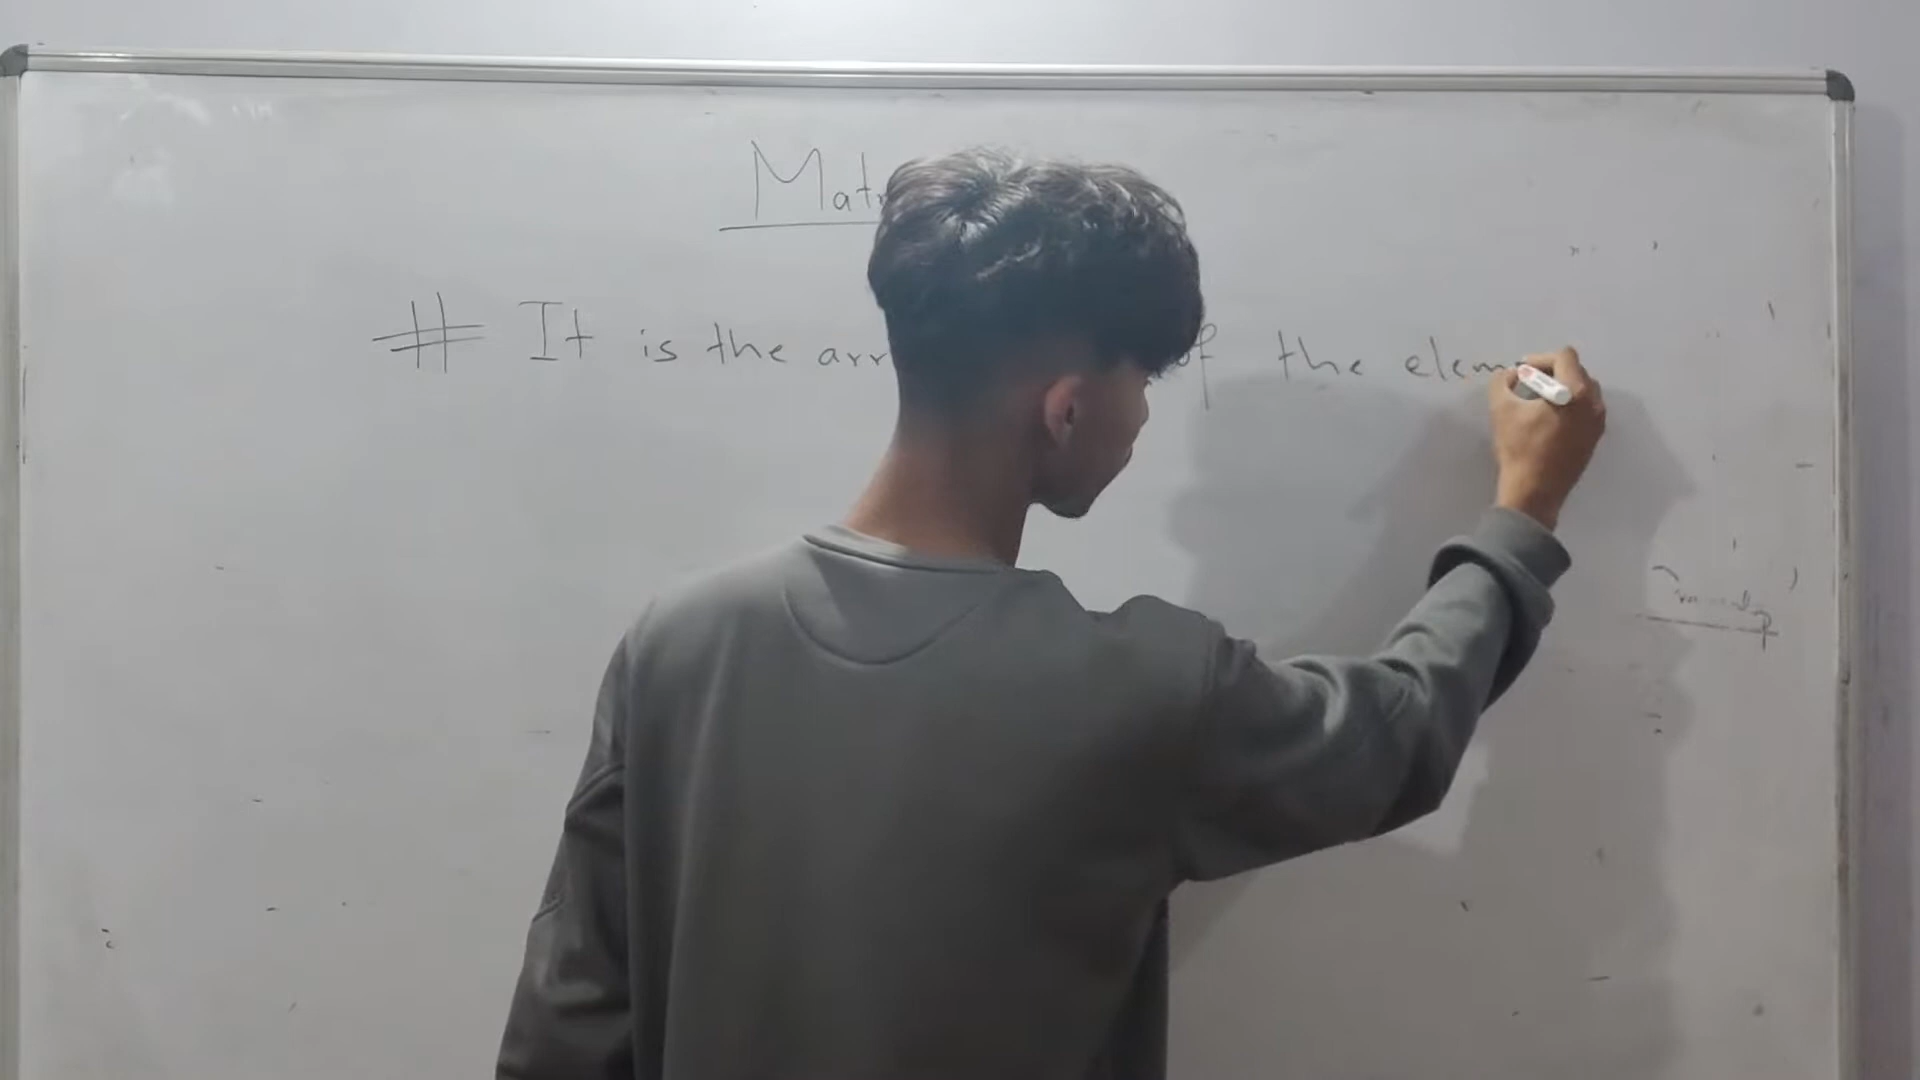 Mat
# It is the arr of the elem